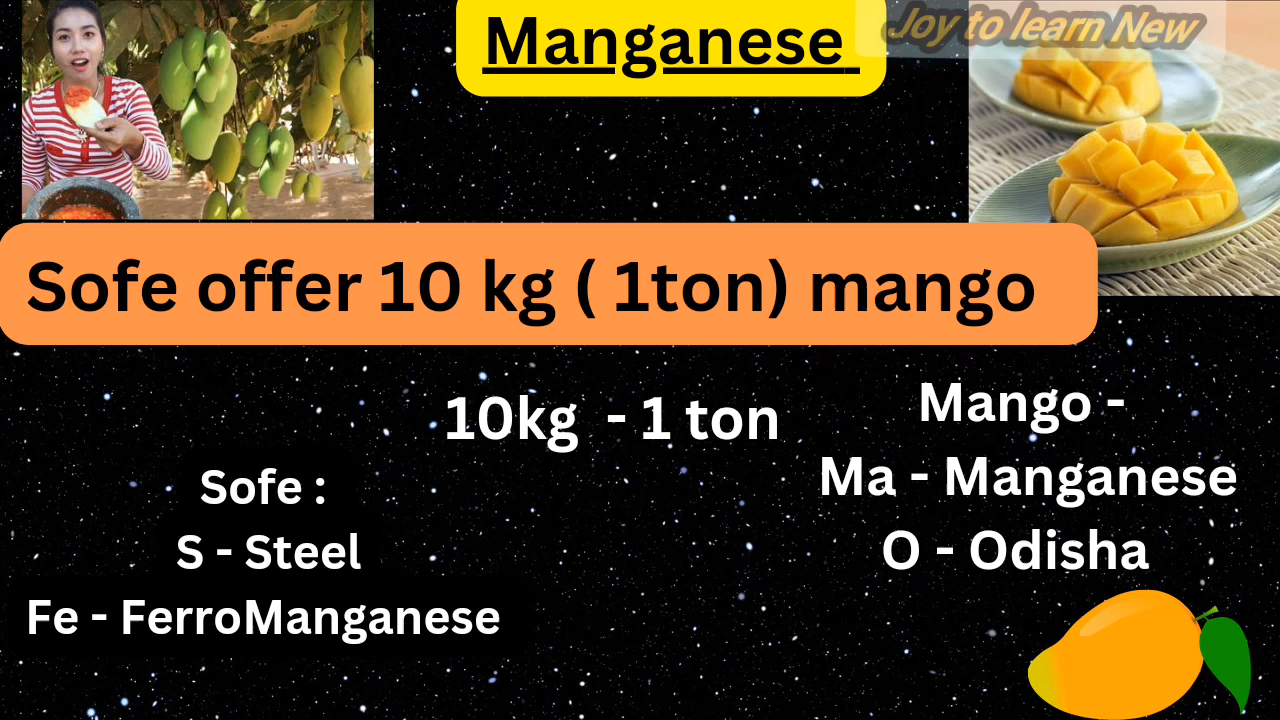 Manganese
Joy to learn New
Sofe offer 10 kg ( 1ton) mango
10kg - 1 ton
Mango -
Ma - Manganese
O - Odisha
Sofe :
S - Steel
Fe - FerroManganese